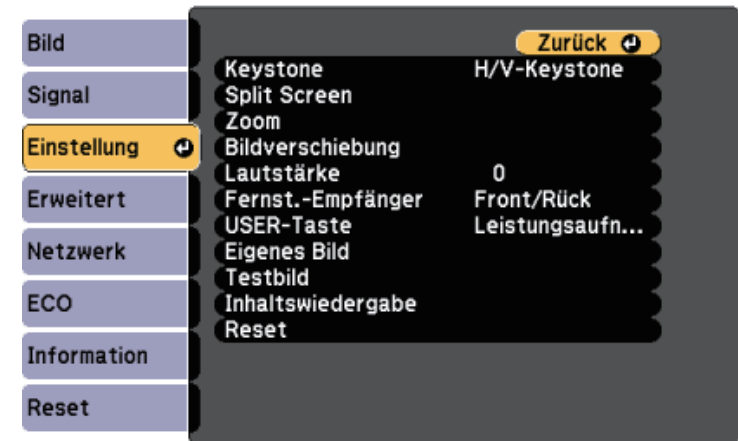 Bild
Signal
Einstellung
Erweitert
Netzwerk
ECO
Information
Reset
Zurück
Keystone H/V-Keystone
Split Screen
Zoom
Bildverschiebung
Lautstärke 0
Fernst.-Empfänger Front/Rück
USER-Taste Leistungsaufn...
Eigenes Bild
Testbild
Inhaltswiedergabe
Reset